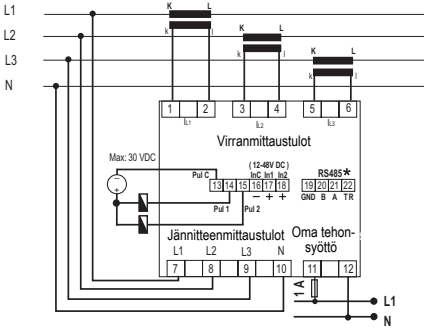 L1
L2
L3
N
K L
k l
K L
k l
K L
k l
1 2 3 4 5 6
IL1 IL2 IL3
Virranmittaustulot
Max: 30 VDC
(12-48V DC)
Pul C
InC In1 In2
RS485*
13 14 15 16 17 18
19 20 21 22
− + +
GND B A TR
Pul 1 Pul 2
Jännitteenmittaustulot
Oma tehon-
syöttö
L1 L2 L3 N
7 8 9 10 11 12
1 A
L1
N